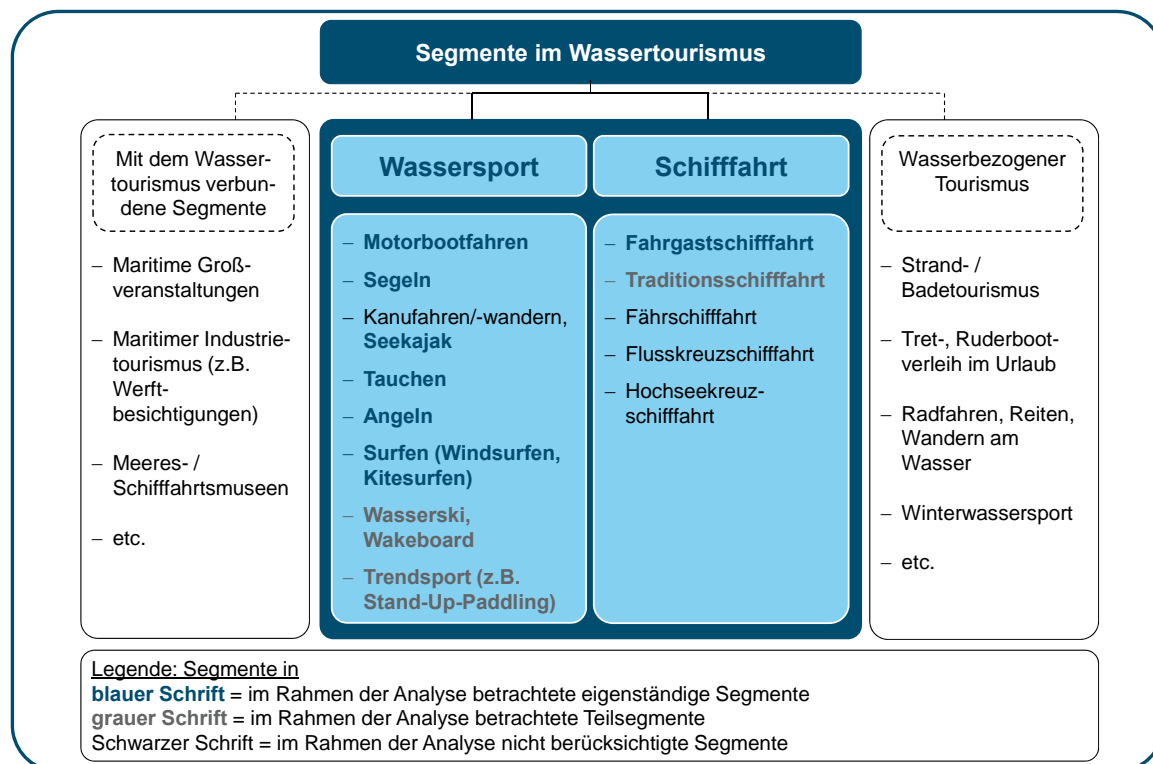 Segmente im Wassertourismus
Mit dem Wasser-
tourismus verbun-
dene Segmente
– Maritime Groß-
veranstaltungen
– Maritimer Industrie-
tourismus (z.B.
Werft-
besichtigungen)
– Meeres- /
Schifffahrtsmuseen
– etc.
Wassersport
– Motorbootfahren
– Segeln
– Kanufahren/-wandern,
Seekajak
– Tauchen
– Angeln
– Surfen (Windsurfen,
Kitesurfen)
– Wasserski,
Wakeboard
– Trendsport (z.B.
Stand-Up-Paddling)
Schifffahrt
– Fahrgastschifffahrt
– Traditionsschifffahrt
– Fährschifffahrt
– Flusskreuzschifffahrt
– Hochseekreuz-
schifffahrt
Wasserbezogener
Tourismus
– Strand- /
Badetourismus
– Tret-, Ruderboot-
verleih im Urlaub
– Radfahren, Reiten,
Wandern am
Wasser
– Winterwassersport
– etc.
Legende: Segmente in
blauer Schrift = im Rahmen der Analyse betrachtete eigenständige Segmente
grauer Schrift = im Rahmen der Analyse betrachtete Teilsegmente
Schwarzer Schrift = im Rahmen der Analyse nicht berücksichtigte Segmente